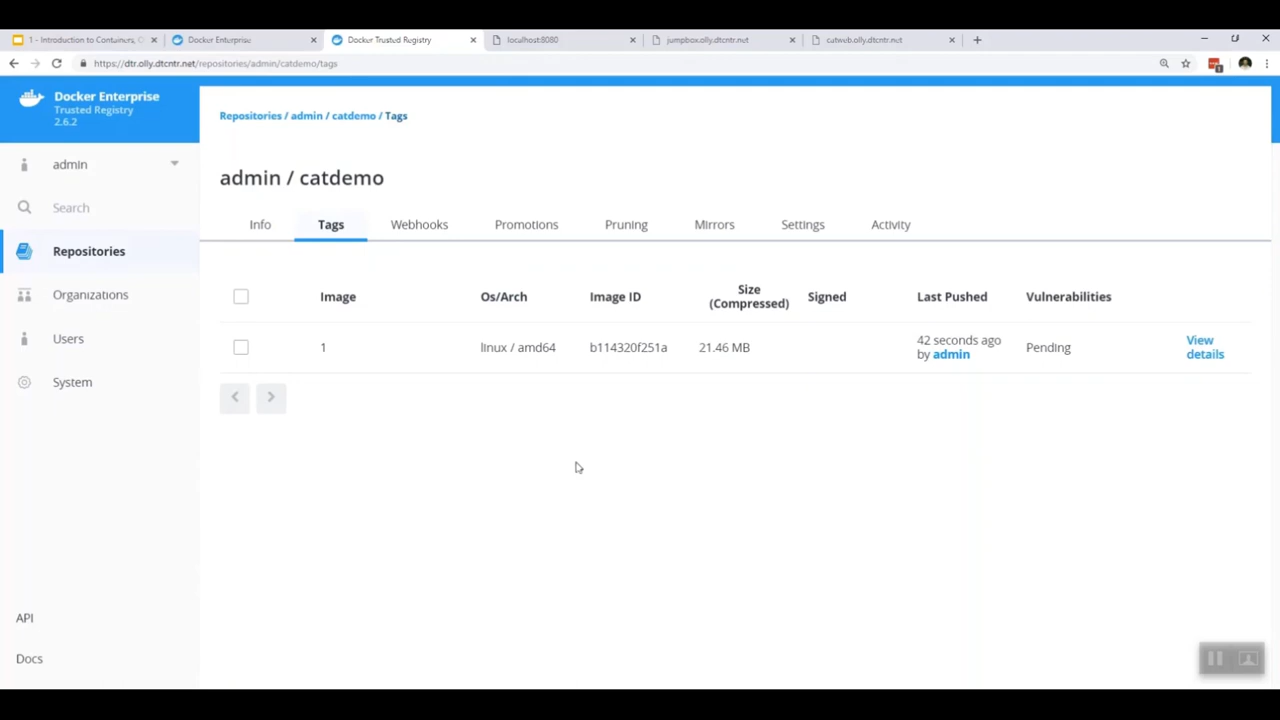 1 - Introduction to Containers, C
Docker Enterprise
Docker Trusted Registry
localhost:8080
jumpbox.olly.dtcntr.net
catweb.olly.dtcntr.net
https://dtr.olly.dtcntr.net/repositories/admin/catdemo/tags
Docker Enterprise
Trusted Registry
2.6.2
admin
Search
Repositories
Organizations
Users
System
API
Docs
Repositories / admin / catdemo / Tags
admin / catdemo
Info Tags Webhooks Promotions Pruning Mirrors Settings Activity
Image Os/Arch Image ID Size (Compressed) Signed Last Pushed Vulnerabilities
1 linux / amd64 b114320f251a 21.46 MB 42 seconds ago by admin Pending View details